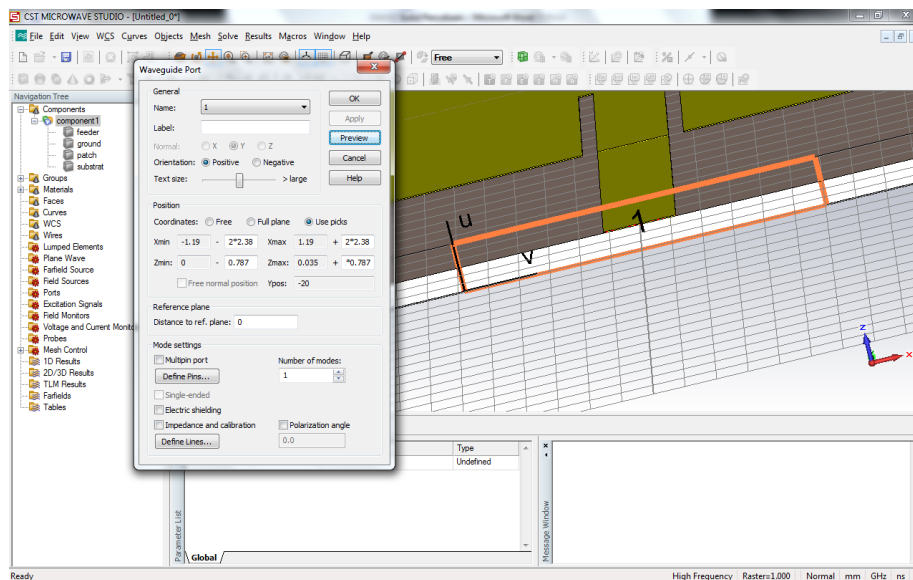 CST MICROWAVE STUDIO - [Untitled_0*]
File Edit View WCS Curves Objects Mesh Solve Results Macros Window Help
Free
Navigation Tree
Components
component1
feeder
ground
patch
substrat
Groups
Materials
Faces
Curves
WCS
Wires
Lumped Elements
Plane Wave
Farfield Source
Field Sources
Ports
Excitation Signals
Field Monitors
Voltage and Current Monito
Probes
Mesh Control
1D Results
2D/3D Results
TLM Results
Farfields
Tables
Waveguide Port
General
Name: 1
Label:
Normal: X Y Z
Orientation: Positive Negative
Text size: > large
OK
Apply
Preview
Cancel
Help
Position
Coordinates: Free Full plane Use picks
Xmin -1.19 - 2*2.38 Xmax 1.19 + 2*2.38
Zmin: 0 - 0.787 Zmax: 0.035 + *0.787
Free normal position Ypos: -20
Reference plane
Distance to ref. plane: 0
Mode settings
Multipin port Number of modes:
Define Pins... 1
Single-ended
Electric shielding
Impedance and calibration Polarization angle
Define Lines... 0.0
u
v
1
z
x
Type
Undefined
Parameter List
Global
Message Window
Ready High Frequency Raster=1.000 Normal mm GHz ns